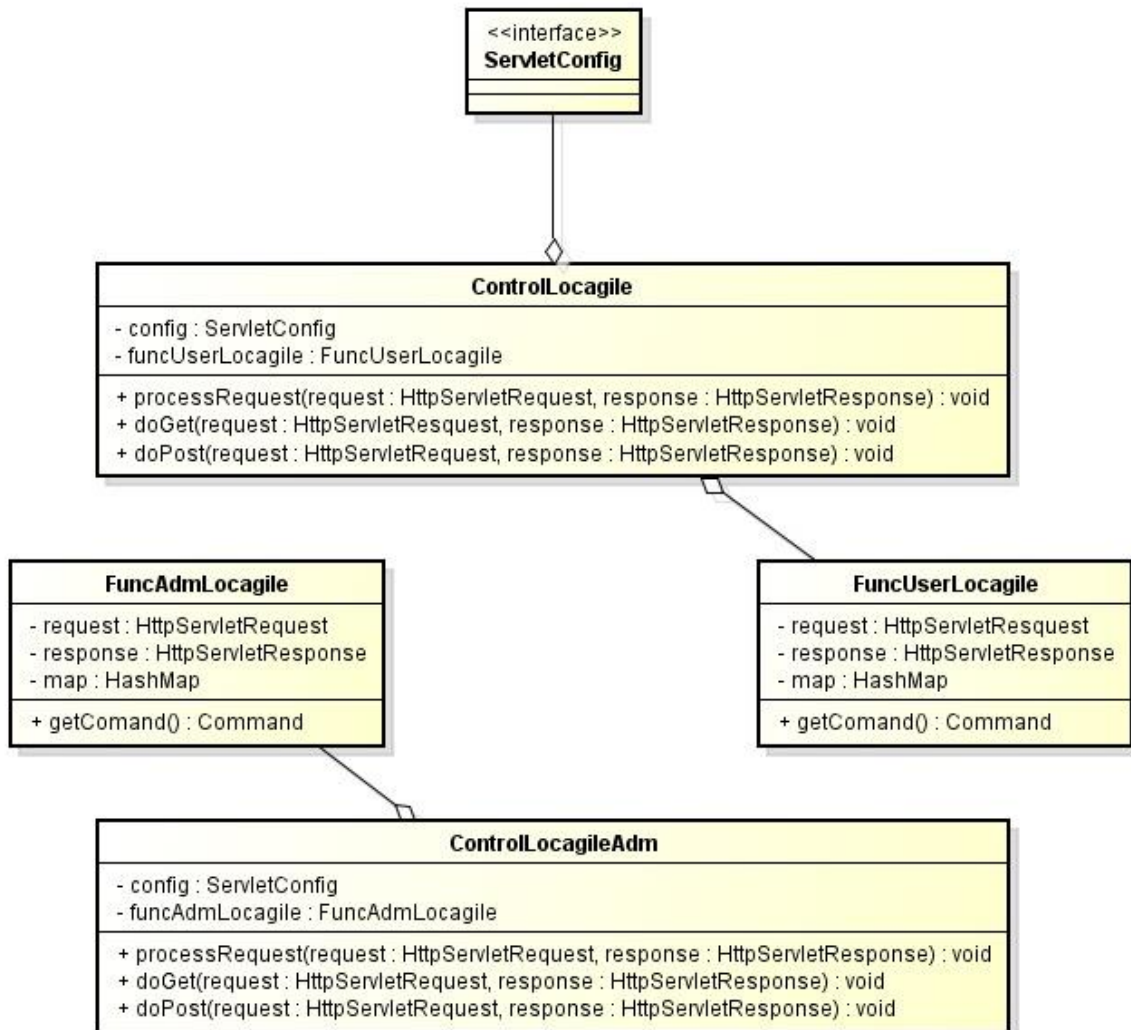 <<interface>>
ServletConfig
ControlLocagile
- config : ServletConfig
- funcUserLocagile : FuncUserLocagile
+ processRequest(request : HttpServletRequest, response : HttpServletResponse) : void
+ doGet(request : HttpServletResquest, response : HttpServletResponse) : void
+ doPost(request : HttpServletRequest, response : HttpServletResponse) : void
FuncAdmLocagile
- request : HttpServletRequest
- response : HttpServletResponse
- map : HashMap
+ getComand() : Command
FuncUserLocagile
- request : HttpServletResquest
- response : HttpServletResponse
- map : HashMap
+ getComand() : Command
ControlLocagileAdm
- config : ServletConfig
- funcAdmLocagile : FuncAdmLocagile
+ processRequest(request : HttpServletRequest, response : HttpServletResponse) : void
+ doGet(request : HttpServletRequest, response : HttpServletResponse) : void
+ doPost(request : HttpServletRequest, response : HttpServletResponse) : void